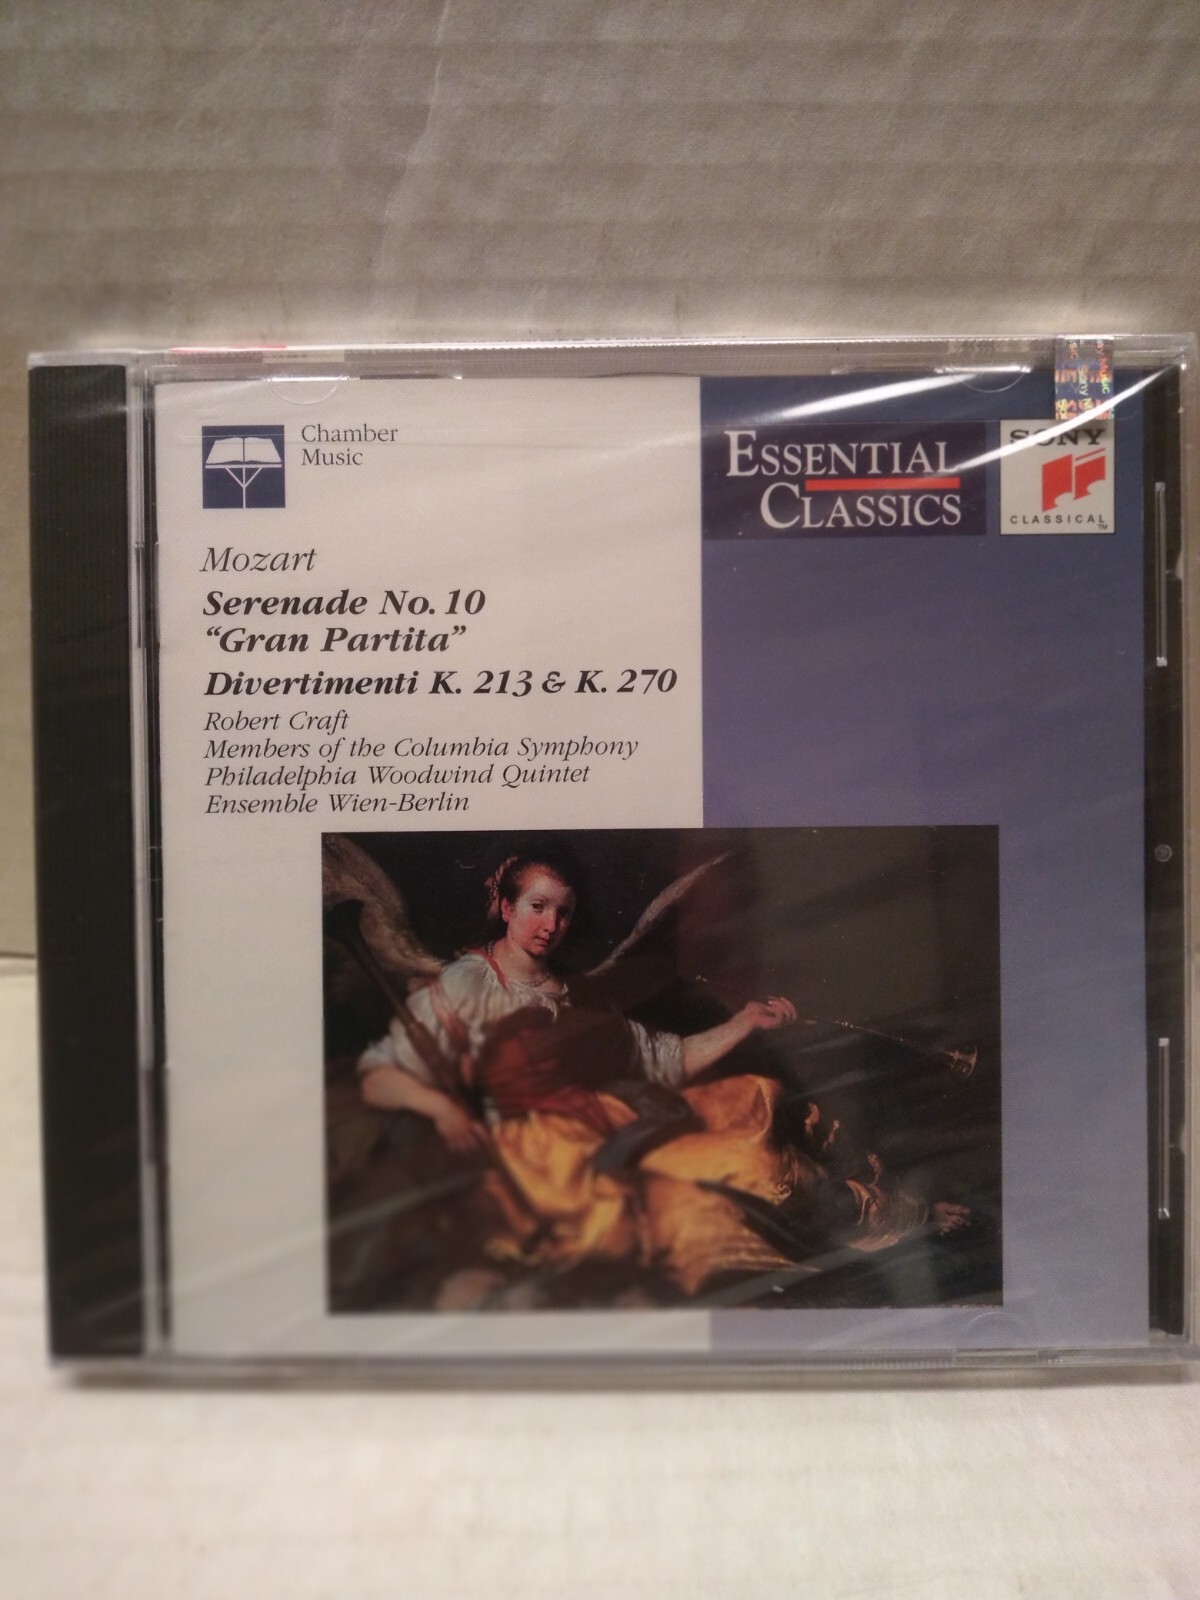 Chamber
Music
ESSENTIAL
CLASSICS
SONY
CLASSICAL™
Mozart
Serenade No. 10
“Gran Partita”
Divertimenti K. 213 & K. 270
Robert Craft
Members of the Columbia Symphony
Philadelphia Woodwind Quintet
Ensemble Wien-Berlin